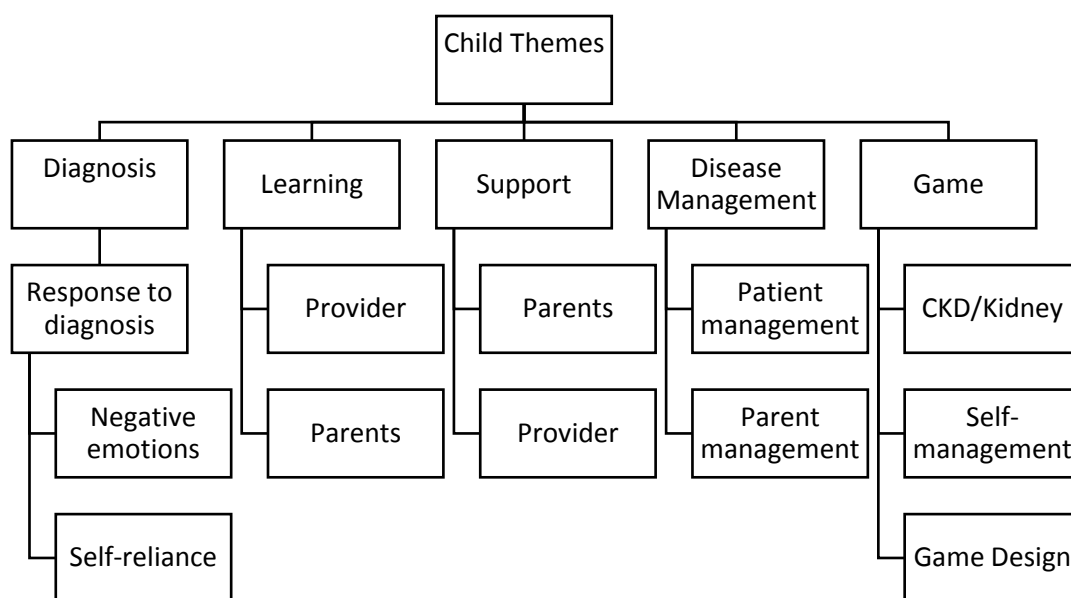 Child Themes
Diagnosis
Learning
Support
Disease
Management
Game
Response to
diagnosis
Provider
Parents
Patient
management
CKD/Kidney
Negative
emotions
Parents
Provider
Parent
management
Self-
management
Self-reliance
Game Design